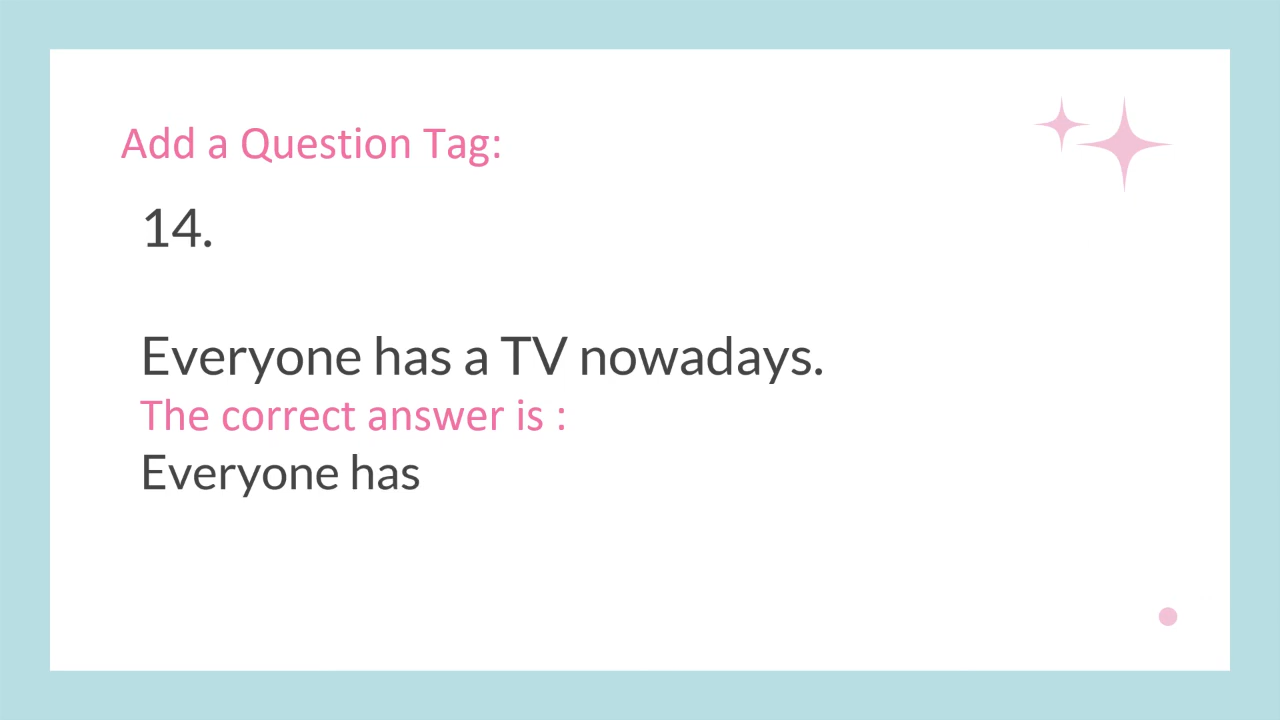 Add a Question Tag:
14.
Everyone has a TV nowadays.
The correct answer is :
Everyone has